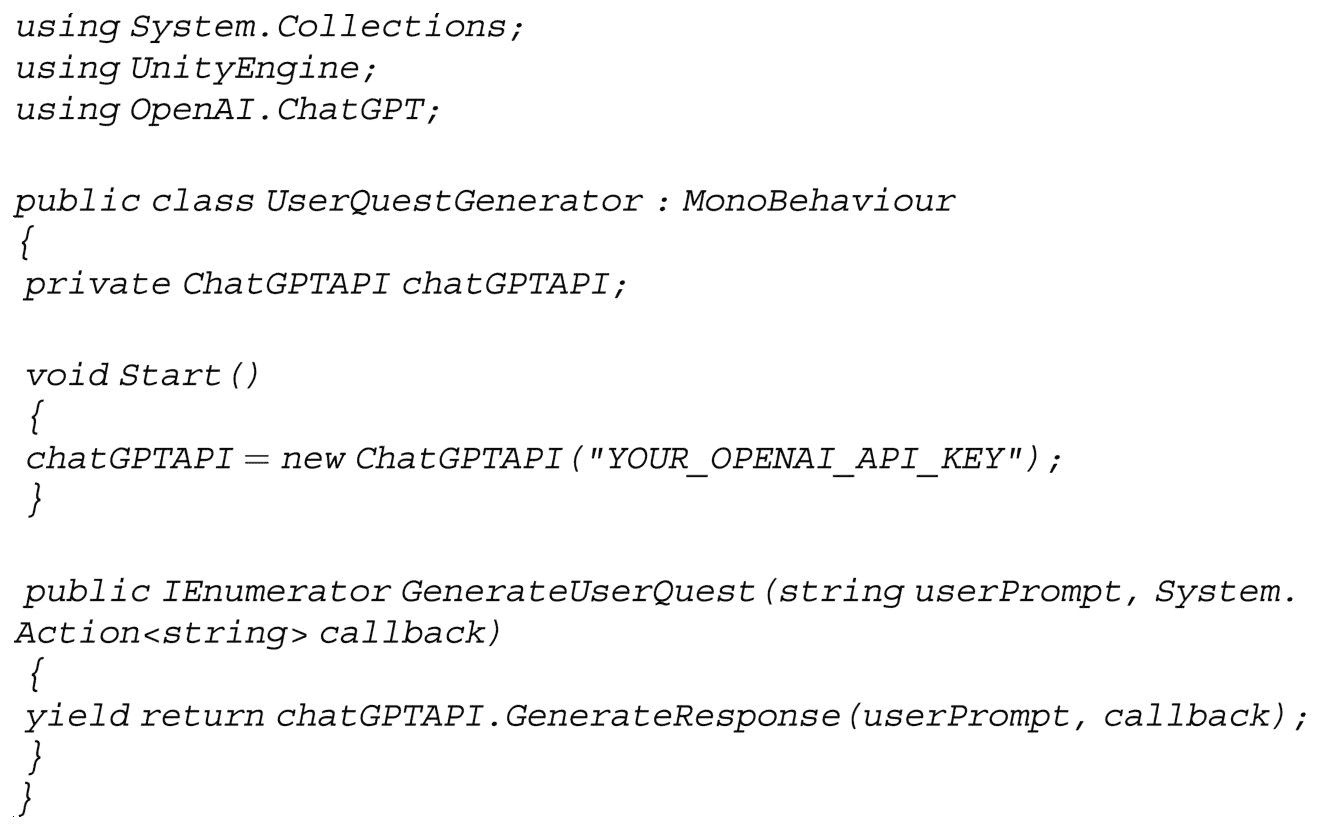 using System.Collections;
using UnityEngine;
using OpenAI.ChatGPT;
public class UserQuestGenerator : MonoBehaviour
{
private ChatGPTAPI chatGPTAPI;
void Start()
{
chatGPTAPI = new ChatGPTAPI("YOUR_OPENAI_API_KEY");
}
public IEnumerator GenerateUserQuest(string userPrompt, System.
Action<string> callback)
{
yield return chatGPTAPI.GenerateResponse(userPrompt, callback);
}
}